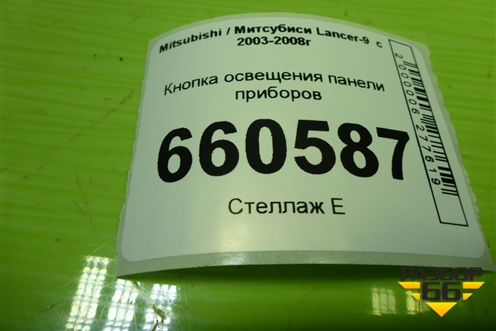 Mitsubishi / Митсубиси Lancer-9 с
2003-2008г
Кнопка освещения панели
приборов
660587
Стеллаж Е
2000006277619
РАЗБОР
66